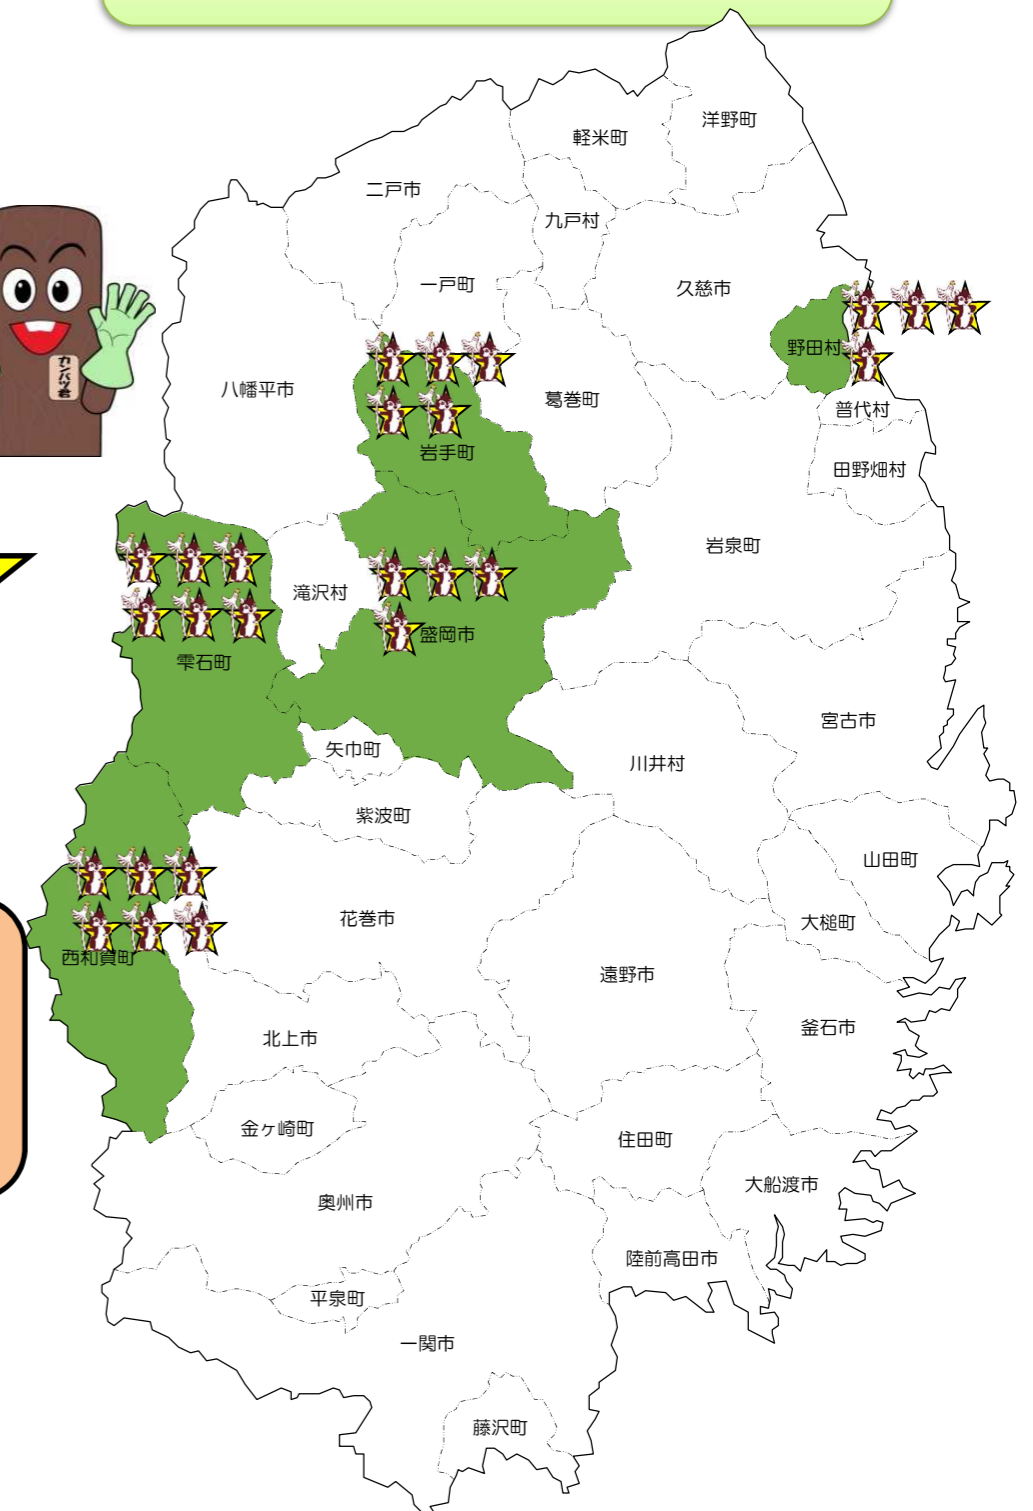 洋野町
軽米町
二戸市
九戸村
一戸町
久慈市
野田村
八幡平市
葛巻町
普代村
岩手町
田野畑村
カンバツ君
岩泉町
滝沢村
盛岡市
雫石町
宮古市
矢巾町
川井村
紫波町
山田町
花巻市
大槌町
西和賀町
遠野市
釜石市
北上市
金ヶ崎町
住田町
大船渡市
奥州市
陸前高田市
平泉町
一関市
藤沢町